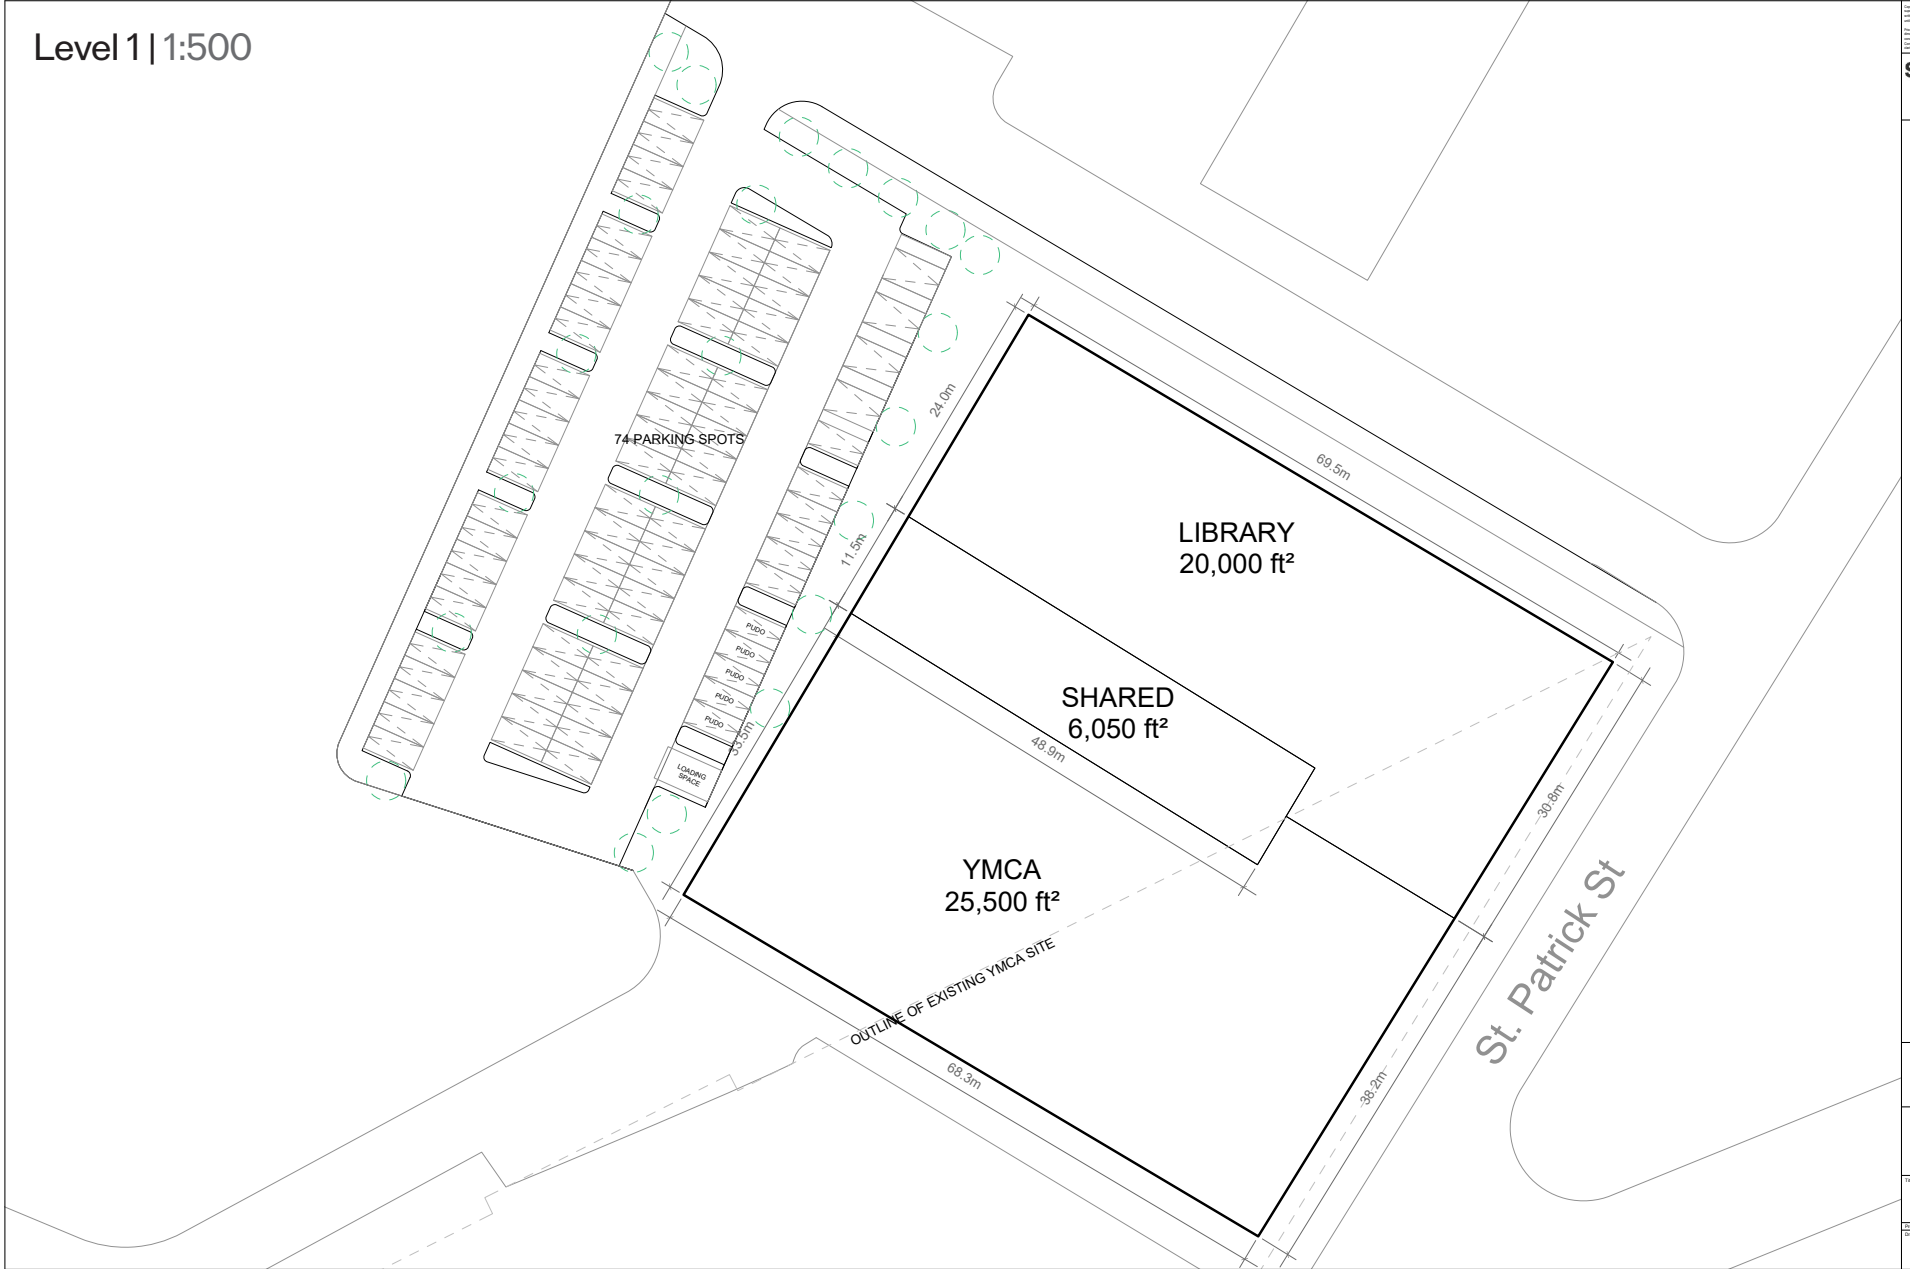 Level 1 | 1:500
24.0m
69.5m
74 PARKING SPOTS
11.5m
LIBRARY
20,000 ft²
PUDO
PUDO
PUDO
PUDO
PUDO
33.5m
LOADING
SPACE
SHARED
6,050 ft²
48.9m
30.8m
YMCA
25,500 ft²
OUTLINE OF EXISTING YMCA SITE
St. Patrick St
68.3m
38.2m